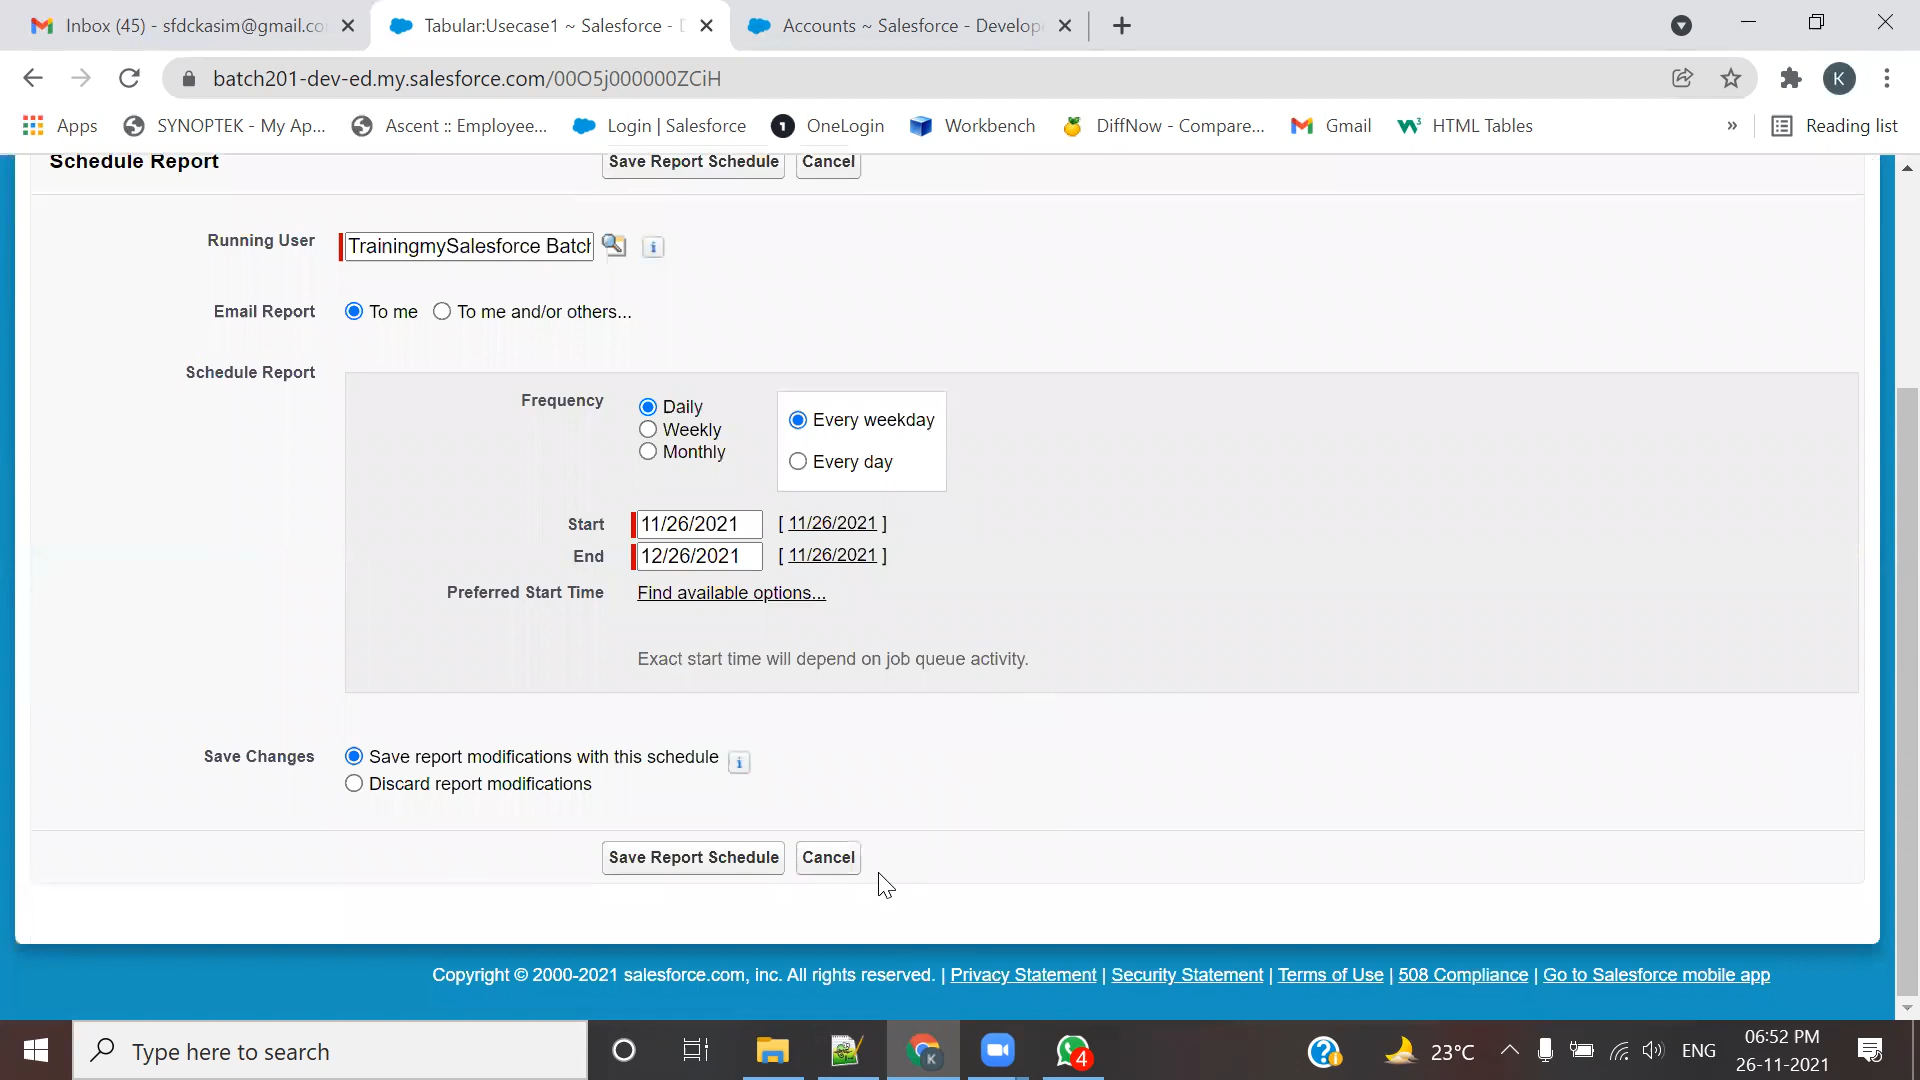 Inbox (45) - sfdckasim@gmail.co
Tabular:Usecase1 ~ Salesforce -
Accounts ~ Salesforce - Develop
batch201-dev-ed.my.salesforce.com/00O5j000000ZCiH
K
Apps
SYNOPTEK - My Ap...
Ascent :: Employee...
Login | Salesforce
1
OneLogin
Workbench
DiffNow - Compare...
Gmail
W3
HTML Tables
»
Reading list
Schedule Report
Save Report Schedule
Cancel
Running User
TrainingmySalesforce Batch
i
Email Report
To me
To me and/or others...
Schedule Report
Frequency
Daily
Weekly
Monthly
Every weekday
Every day
Start
11/26/2021
[ 11/26/2021 ]
End
12/26/2021
[ 11/26/2021 ]
Preferred Start Time
Find available options...
Exact start time will depend on job queue activity.
Save Changes
Save report modifications with this schedule
i
Discard report modifications
Save Report Schedule
Cancel
Copyright © 2000-2021 salesforce.com, inc. All rights reserved. | Privacy Statement | Security Statement | Terms of Use | 508 Compliance | Go to Salesforce mobile app
Type here to search
K
4
?
23°C
ENG
06:52 PM
26-11-2021